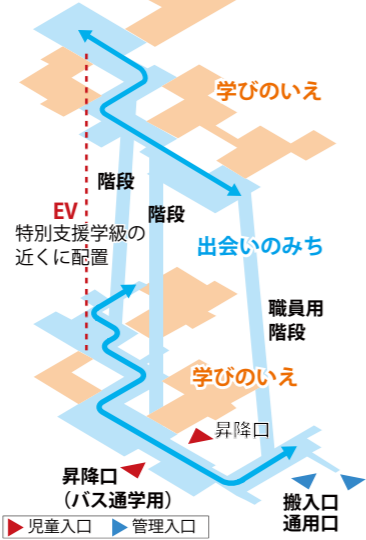 学びのいえ
階段
EV
階段
特別支援学級の
近くに配置
出会いのみち
職員用
階段
学びのいえ
昇降口
昇降口
（バス通学用）
搬入口
通用口
児童入口 管理入口